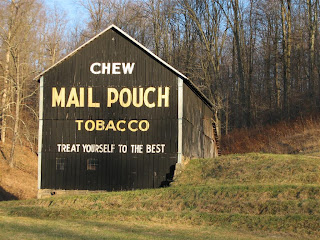 CHEW
MAIL POUCH
TOBACCO
TREAT YOURSELF TO THE BEST